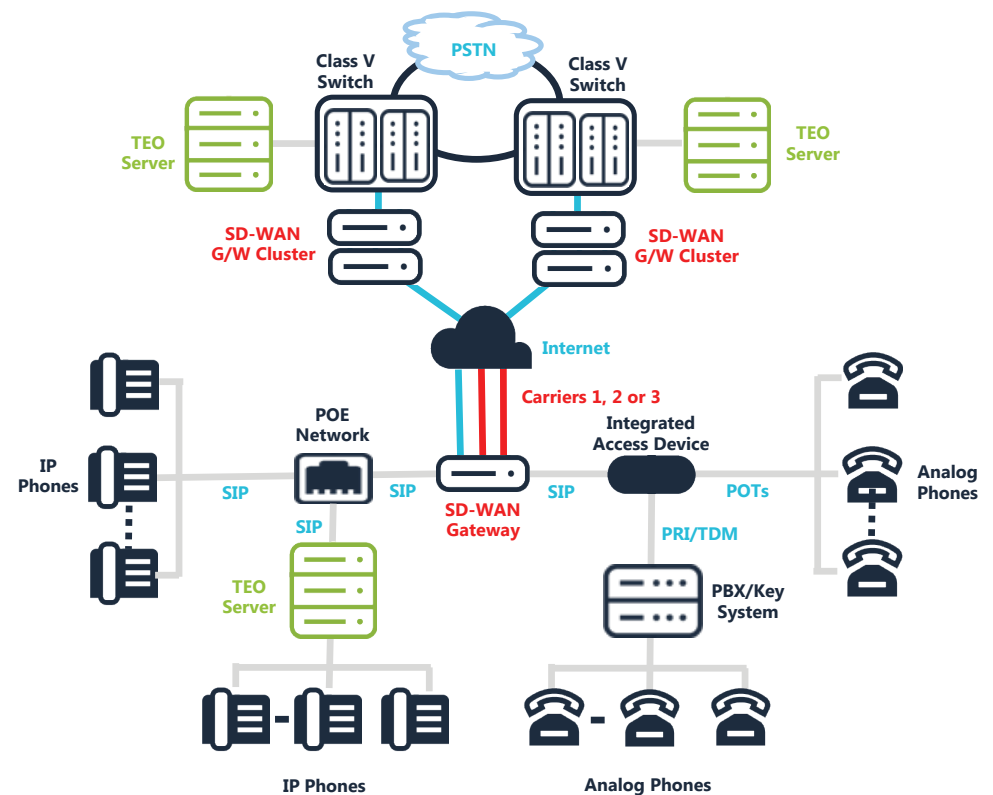 PSTN
Class V
Switch
Class V
Switch
TEO
Server
TEO
Server
SD-WAN
G/W Cluster
SD-WAN
G/W Cluster
Internet
Carriers 1, 2 or 3
POE
Network
Integrated
Access Device
IP
Phones
SIP
SIP
SIP
POTs
Analog
Phones
SD-WAN
Gateway
SIP
PRI/TDM
TEO
Server
PBX/Key
System
IP Phones
Analog Phones